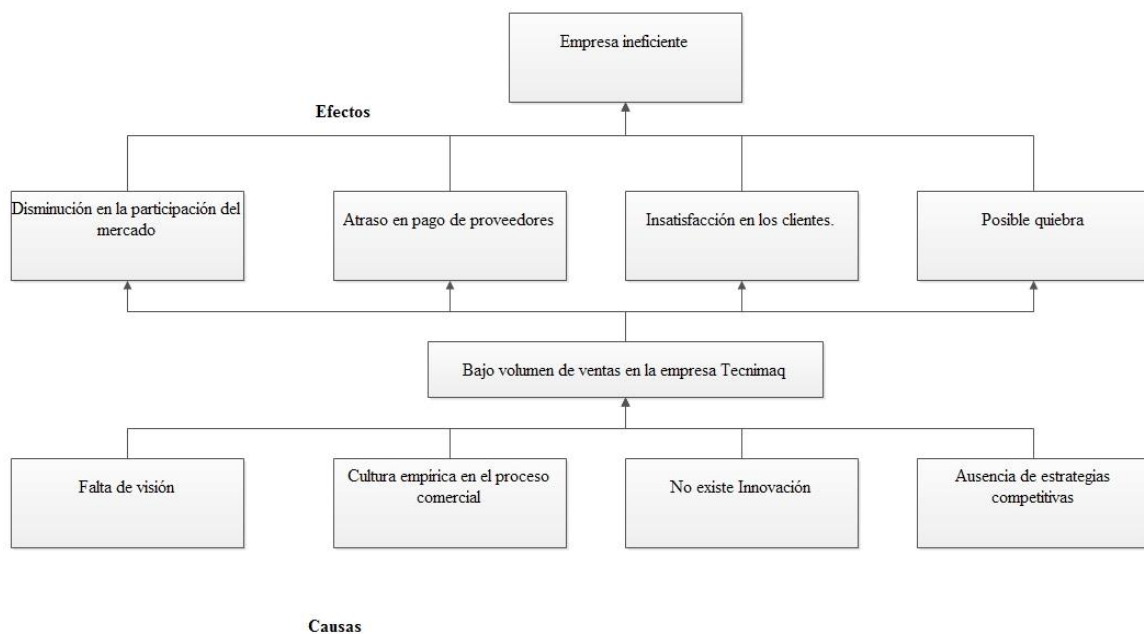 Empresa ineficiente
Efectos
Disminución en la participación del
mercado
Atraso en pago de proveedores
Insatisfacción en los clientes.
Posible quiebra
Bajo volumen de ventas en la empresa Tecnimaq
Falta de visión
Cultura empírica en el proceso
comercial
No existe Innovación
Ausencia de estrategias
competitivas
Causas